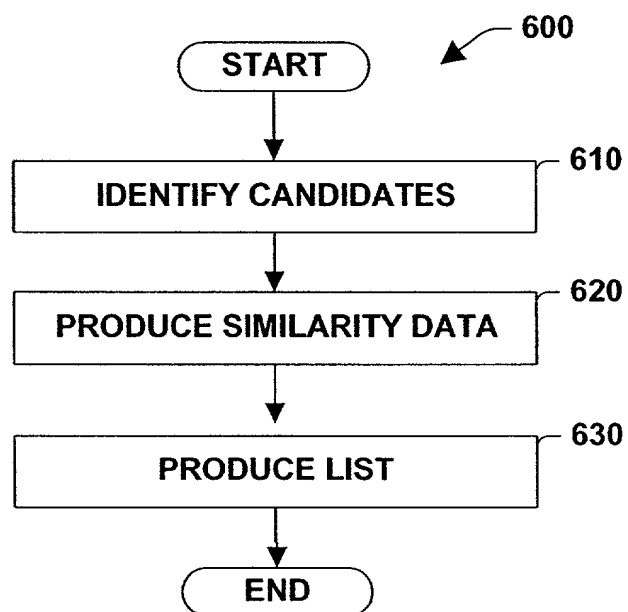 600
START
610
IDENTIFY CANDIDATES
620
PRODUCE SIMILARITY DATA
630
PRODUCE LIST
END